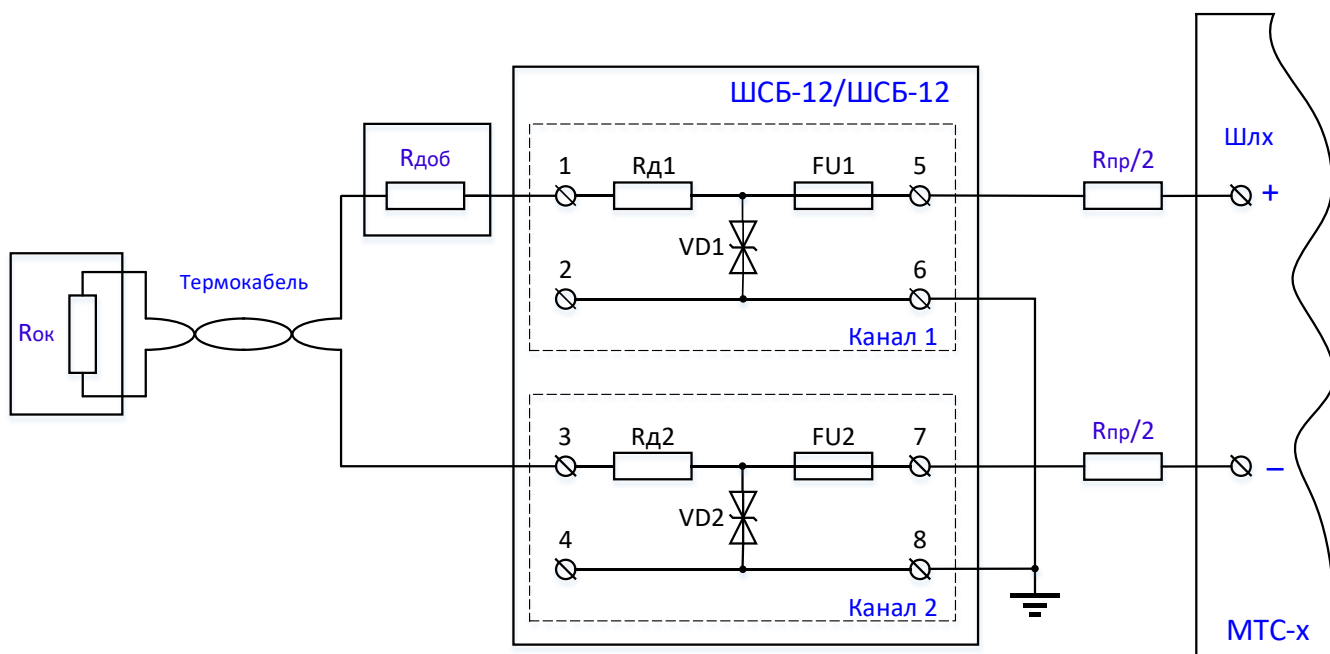 ШСБ-12/ШСБ-12
Rдоб
1
Rд1
FU1
5
Rпр/2
Шлх
+
VD1
2
6
Термокабель
Rок
Канал 1
3
Rд2
FU2
7
Rпр/2
–
VD2
4
8
Канал 2
МТС-х